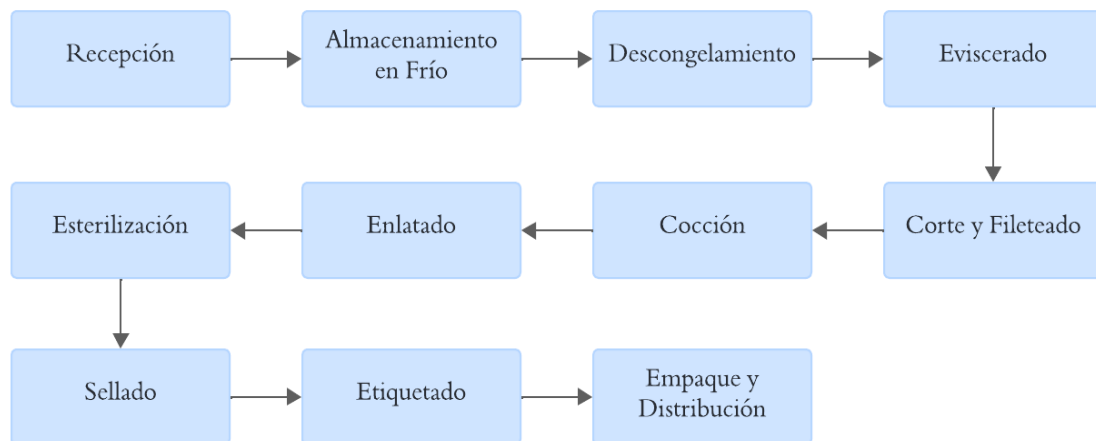 Recepción
Almacenamiento
en Frío
Descongelamiento
Eviscerado
Corte y Fileteado
Cocción
Enlatado
Esterilización
Sellado
Etiquetado
Empaque y
Distribución